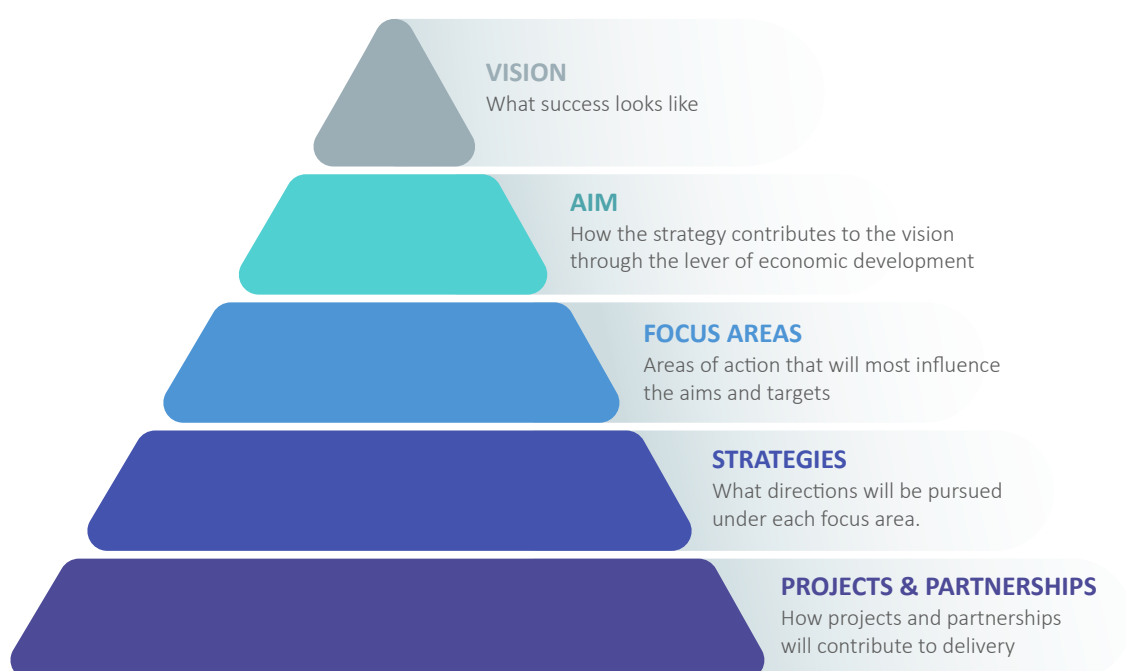 VISION
What success looks like
AIM
How the strategy contributes to the vision
through the lever of economic development
FOCUS AREAS
Areas of action that will most influence
the aims and targets
STRATEGIES
What directions will be pursued
under each focus area.
PROJECTS & PARTNERSHIPS
How projects and partnerships
will contribute to delivery